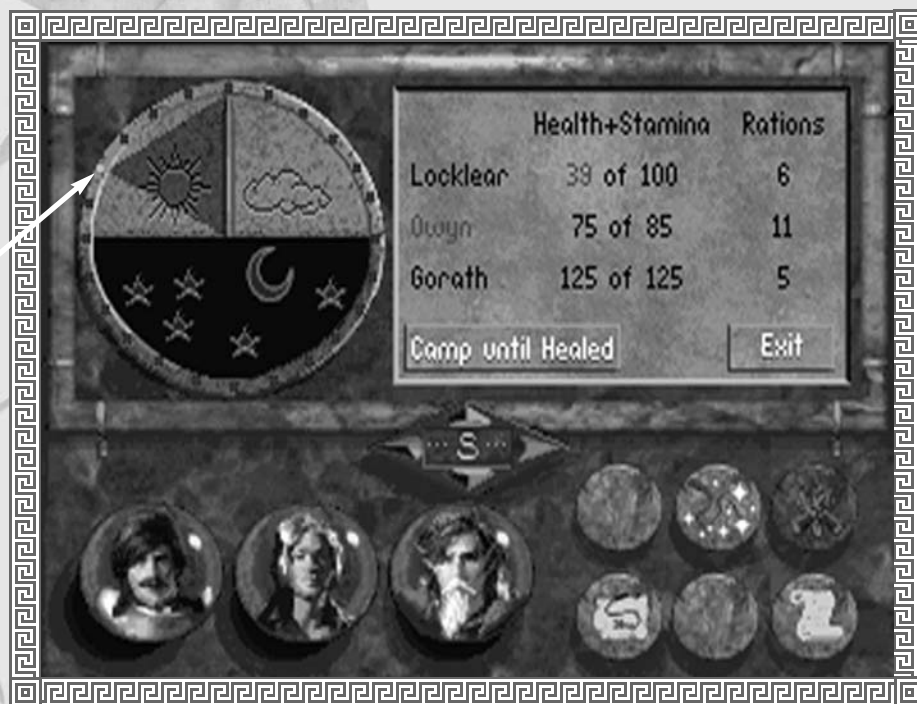 Health+Stamina Rations
Locklear 39 of 100 6
Owyn 75 of 85 11
Gorath 125 of 125 5
Camp until Healed Exit
S